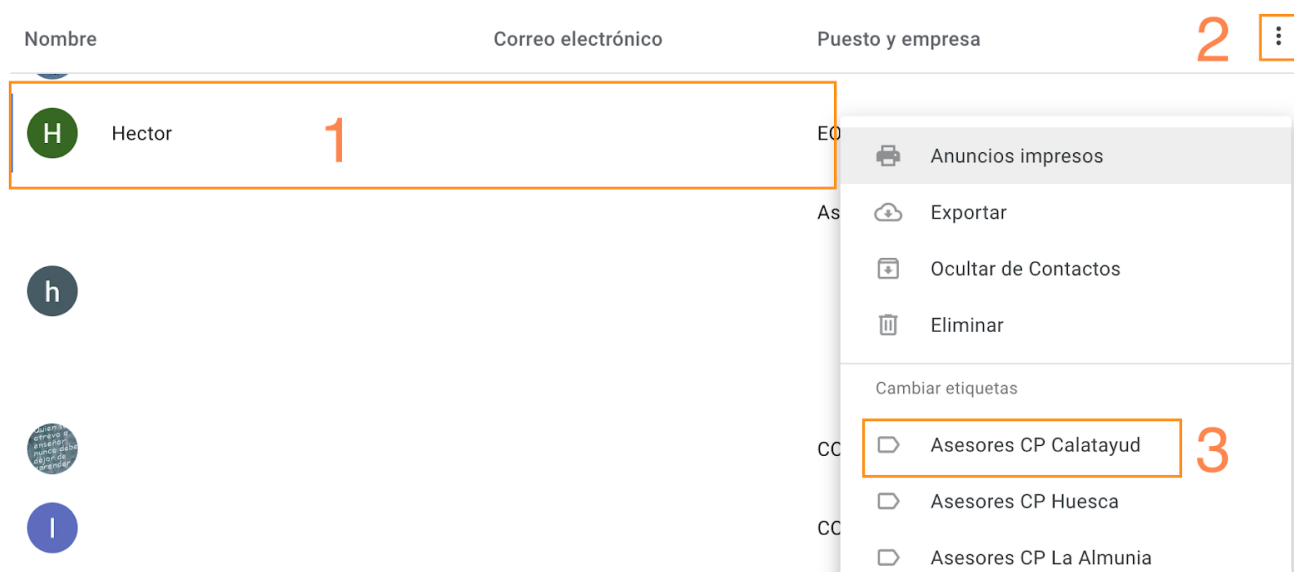 Nombre Correo electrónico Puesto y empresa 2
H Hector 1 EO
Anuncios impresos
As Exportar
h Ocultar de Contactos
Eliminar
Cambiar etiquetas
CC Asesores CP Calatayud 3
Asesores CP Huesca
I CC
Asesores CP La Almunia